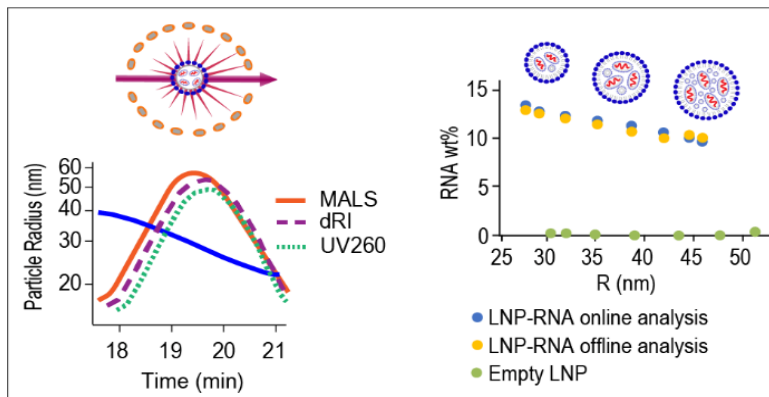 Particle Radius (nm)
60
50
40
30
20
18 19 20 21
Time (min)
MALS
dRI
UV260
RNA wt%
15
10
5
0
25 30 35 40 45 50
R (nm)
LNP-RNA online analysis
LNP-RNA offline analysis
Empty LNP